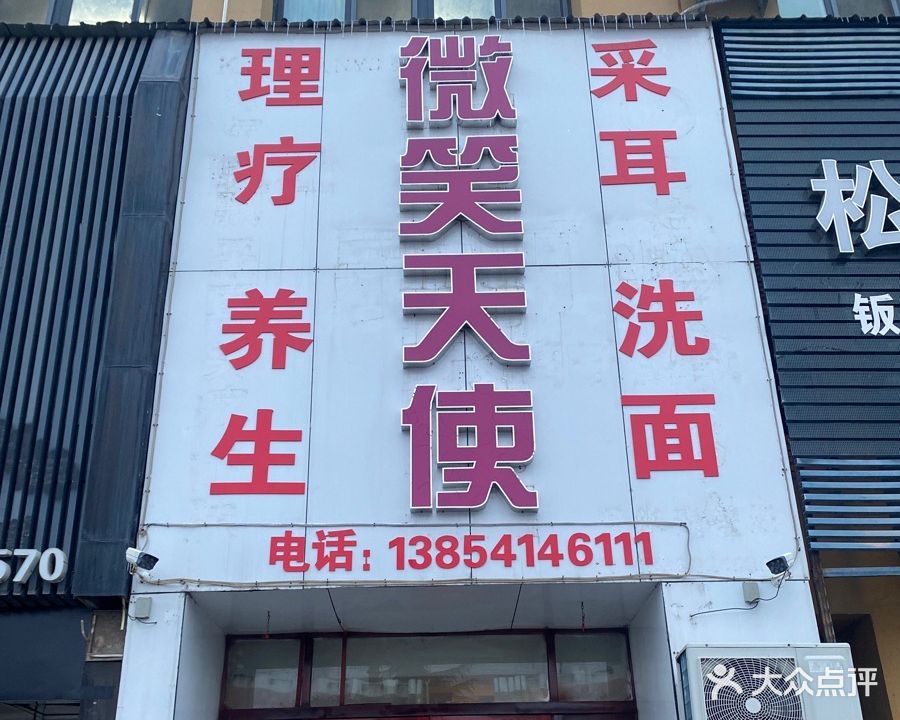 理疗养生
微笑天使
采耳洗面
电话：13854146111
松
钣
570
大众点评